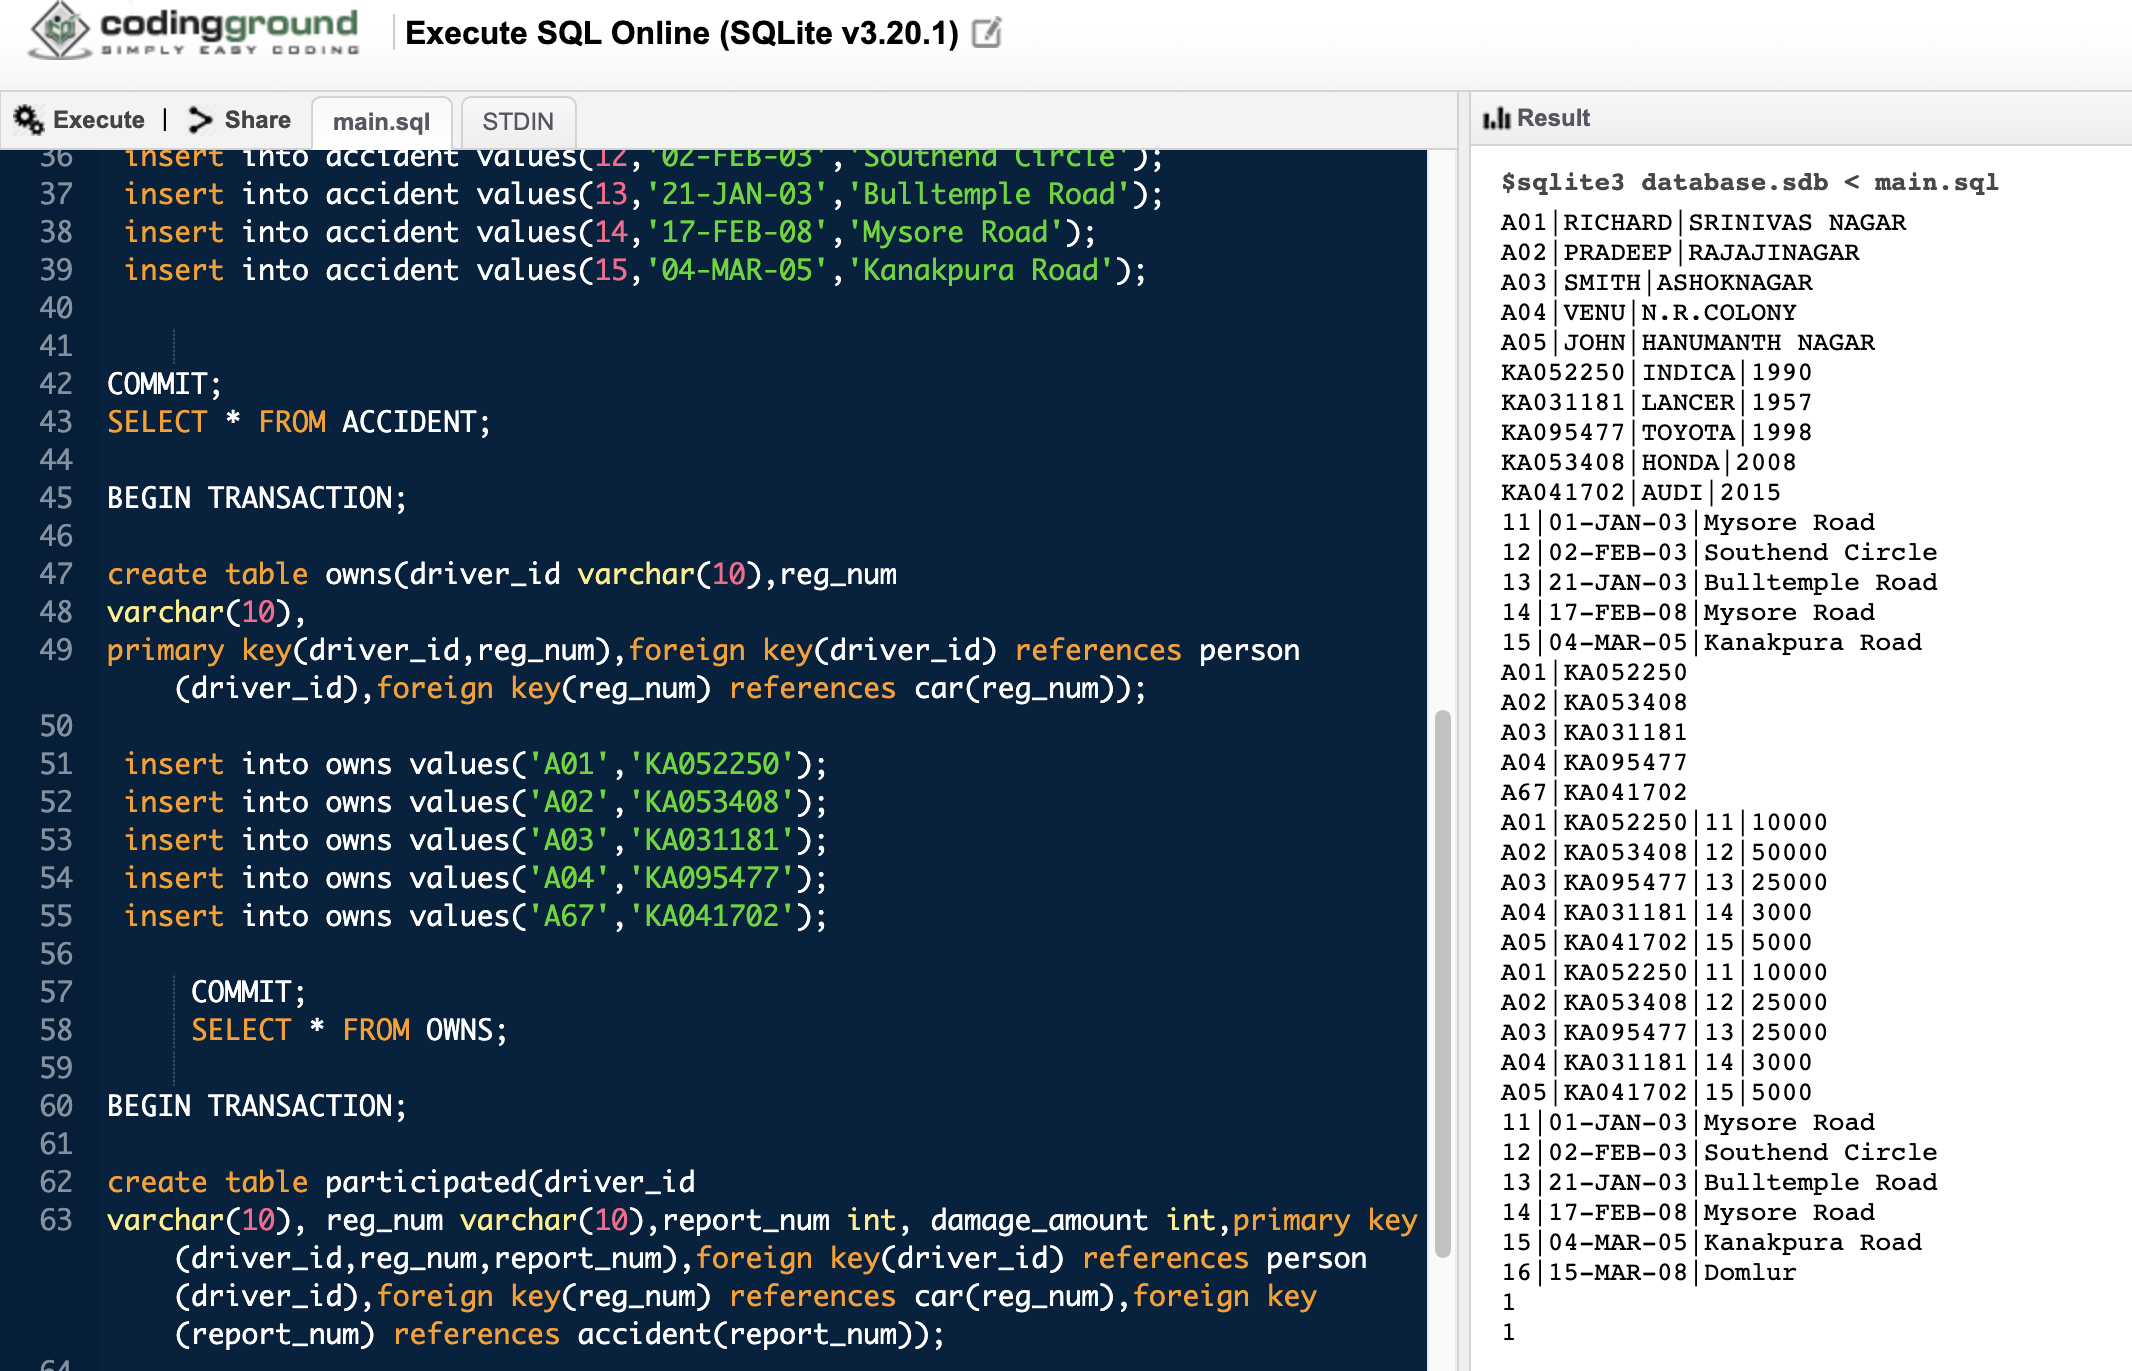 codingground
SIMPLY EASY CODING
Execute SQL Online (SQLite v3.20.1)
Execute | Share main.sql STDIN
36 insert into accident values(12,'02-FEB-03','Southend Circle');
37 insert into accident values(13,'21-JAN-03','Bulltemple Road');
38 insert into accident values(14,'17-FEB-08','Mysore Road');
39 insert into accident values(15,'04-MAR-05','Kanakpura Road');
40
41
42 COMMIT;
43 SELECT * FROM ACCIDENT;
44
45 BEGIN TRANSACTION;
46
47 create table owns(driver_id varchar(10),reg_num
48 varchar(10),
49 primary key(driver_id,reg_num),foreign key(driver_id) references person
(driver_id),foreign key(reg_num) references car(reg_num));
50
51 insert into owns values('A01','KA052250');
52 insert into owns values('A02','KA053408');
53 insert into owns values('A03','KA031181');
54 insert into owns values('A04','KA095477');
55 insert into owns values('A67','KA041702');
56
57 COMMIT;
58 SELECT * FROM OWNS;
59
60 BEGIN TRANSACTION;
61
62 create table participated(driver_id
63 varchar(10), reg_num varchar(10),report_num int, damage_amount int,primary key
(driver_id,reg_num,report_num),foreign key(driver_id) references person
(driver_id),foreign key(reg_num) references car(reg_num),foreign key
(report_num) references accident(report_num));
64
Result
$sqlite3 database.sdb < main.sql
A01|RICHARD|SRINIVAS NAGAR
A02|PRADEEP|RAJAJINAGAR
A03|SMITH|ASHOKNAGAR
A04|VENU|N.R.COLONY
A05|JOHN|HANUMANTH NAGAR
KA052250|INDICA|1990
KA031181|LANCER|1957
KA095477|TOYOTA|1998
KA053408|HONDA|2008
KA041702|AUDI|2015
11|01-JAN-03|Mysore Road
12|02-FEB-03|Southend Circle
13|21-JAN-03|Bulltemple Road
14|17-FEB-08|Mysore Road
15|04-MAR-05|Kanakpura Road
A01|KA052250
A02|KA053408
A03|KA031181
A04|KA095477
A67|KA041702
A01|KA052250|11|10000
A02|KA053408|12|50000
A03|KA095477|13|25000
A04|KA031181|14|3000
A05|KA041702|15|5000
A01|KA052250|11|10000
A02|KA053408|12|25000
A03|KA095477|13|25000
A04|KA031181|14|3000
A05|KA041702|15|5000
11|01-JAN-03|Mysore Road
12|02-FEB-03|Southend Circle
13|21-JAN-03|Bulltemple Road
14|17-FEB-08|Mysore Road
15|04-MAR-05|Kanakpura Road
16|15-MAR-08|Domlur
1
1